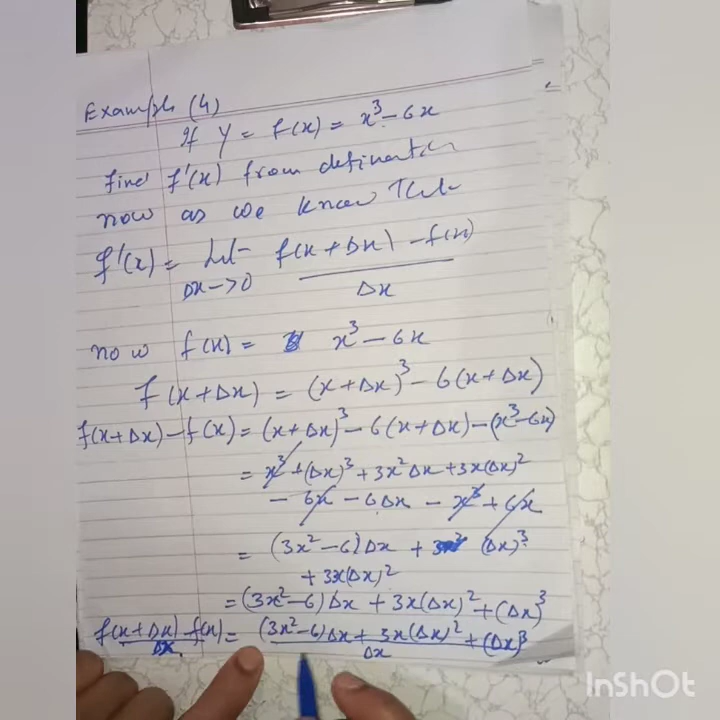 Example (4)
If y = f(x) = x³ - 6x
find f'(x) from defination
now as we know That
f'(x) = Lit Δx->0 f(x+Δx) - f(x) / Δx
now f(x) = x³ - 6x
f(x+Δx) = (x+Δx)³ - 6(x+Δx)
f(x+Δx) - f(x) = (x+Δx)³ - 6(x+Δx) - (x³ - 6x)
= x³ + (Δx)³ + 3x²Δx + 3x(Δx)²
- 6x - 6Δx - x³ + 6x
= (3x² - 6)Δx + (Δx)³
+ 3x(Δx)²
= (3x² - 6)Δx + 3x(Δx)² + (Δx)³
f(x+Δx) - f(x) / Δx = (3x² - 6)Δx + 3x(Δx)² + (Δx)³ / Δx
InShOt